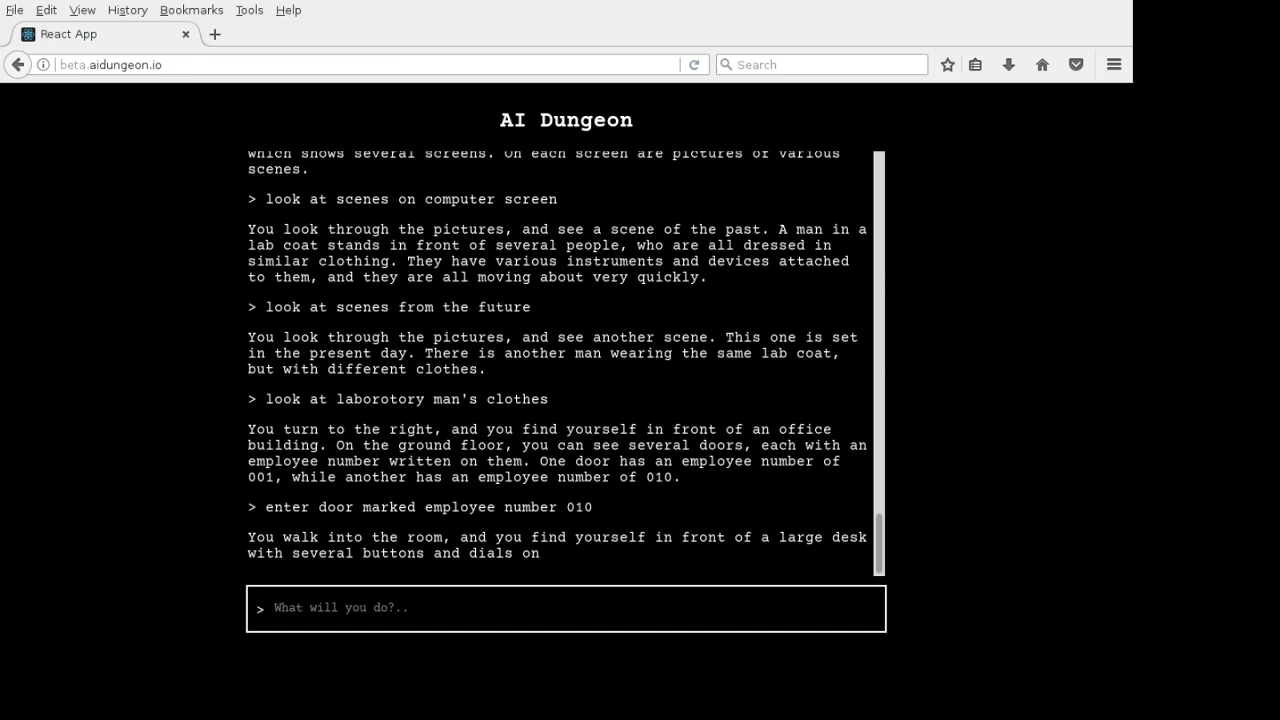 File Edit View History Bookmarks Tools Help
React App
beta.aidungeon.io
Search
AI Dungeon
which shows several screens. On each screen are pictures of various
scenes.
> look at scenes on computer screen
You look through the pictures, and see a scene of the past. A man in a
lab coat stands in front of several people, who are all dressed in
similar clothing. They have various instruments and devices attached
to them, and they are all moving about very quickly.
> look at scenes from the future
You look through the pictures, and see another scene. This one is set
in the present day. There is another man wearing the same lab coat,
but with different clothes.
> look at laborotory man's clothes
You turn to the right, and you find yourself in front of an office
building. On the ground floor, you can see several doors, each with an
employee number written on them. One door has an employee number of
001, while another has an employee number of 010.
> enter door marked employee number 010
You walk into the room, and you find yourself in front of a large desk
with several buttons and dials on
> What will you do?..